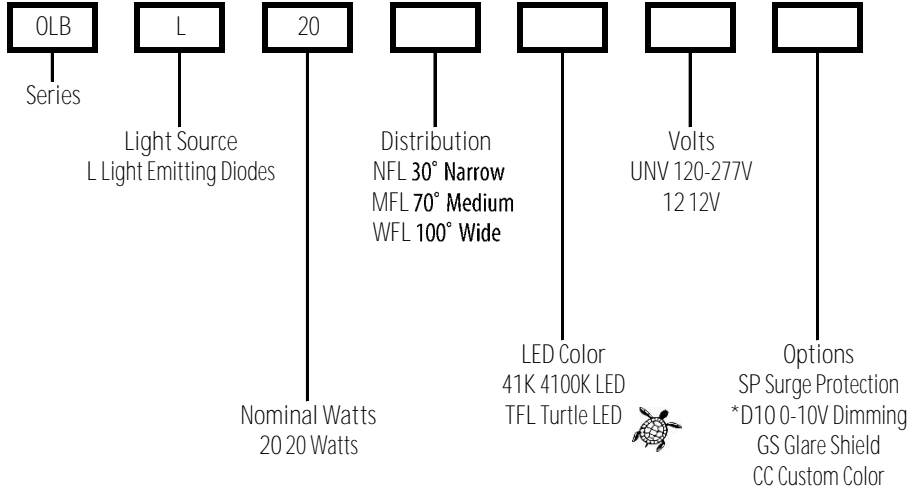 OLB L 20
Series
Light Source
L Light Emitting Diodes
Distribution
NFL 30° Narrow
MFL 70° Medium
WFL 100° Wide
Volts
UNV 120-277V
12 12V
Nominal Watts
20 20 Watts
LED Color
41K 4100K LED
TFL Turtle LED
Options
SP Surge Protection
*D10 0-10V Dimming
GS Glare Shield
CC Custom Color